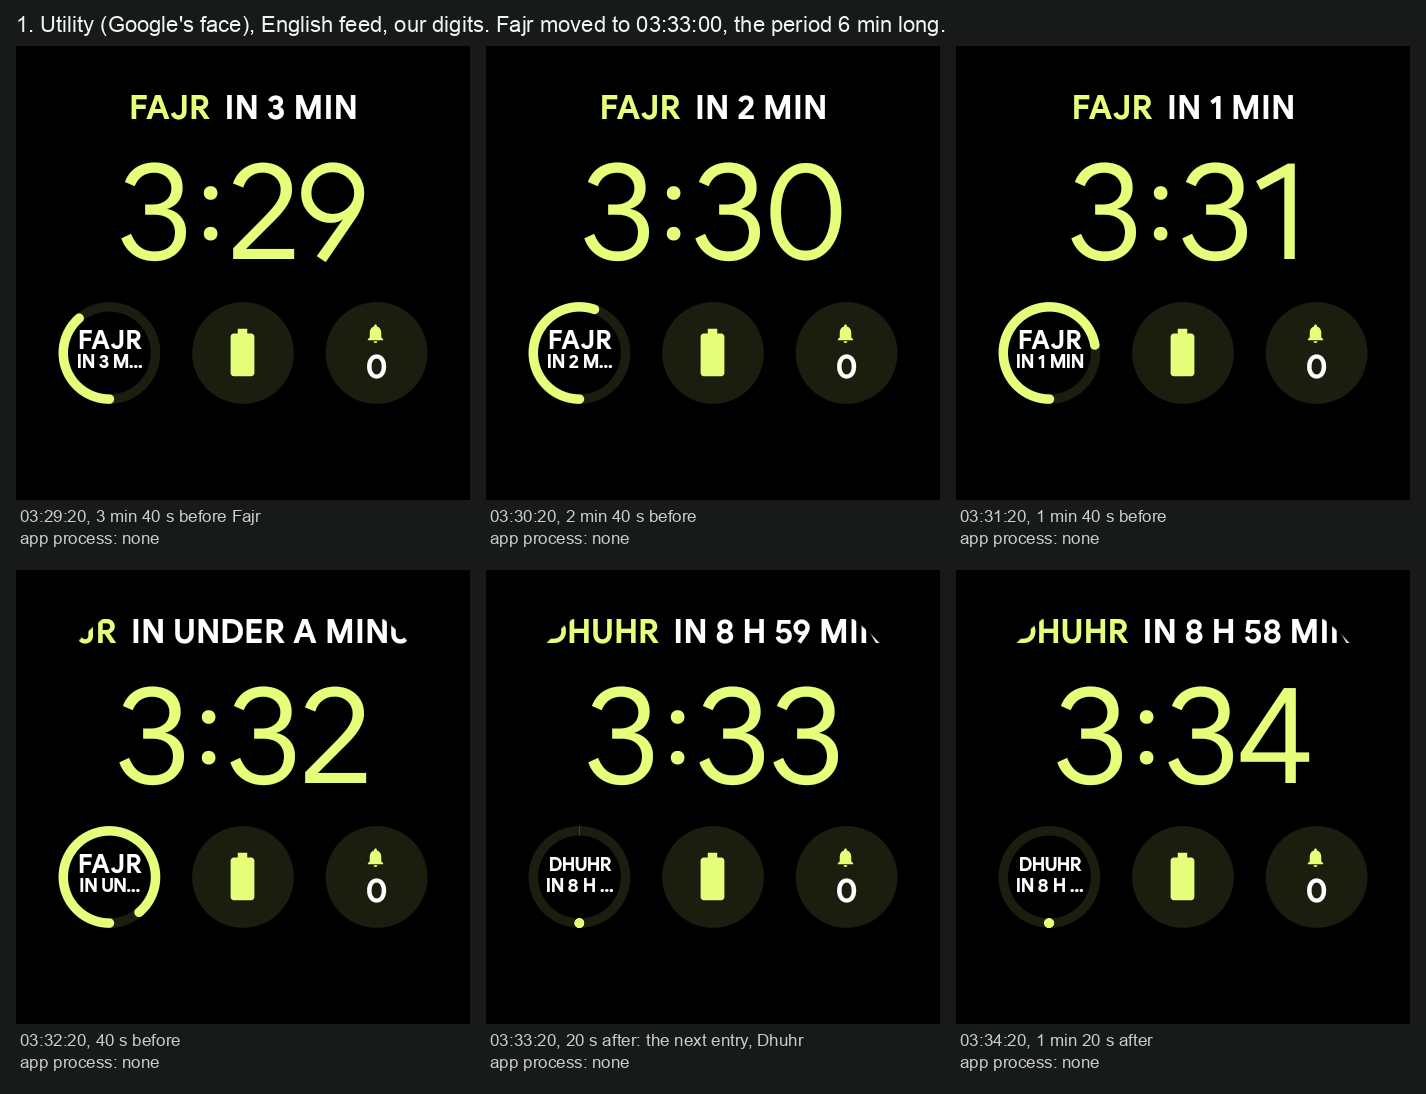 1. Utility (Google's face), English feed, our digits. Fajr moved to 03:33:00, the period 6 min long.
FAJR IN 3 MIN
3:29
FAJR
IN 3 M...
0
03:29:20, 3 min 40 s before Fajr
app process: none
FAJR IN 2 MIN
3:30
FAJR
IN 2 M...
0
03:30:20, 2 min 40 s before
app process: none
FAJR IN 1 MIN
3:31
FAJR
IN 1 MIN
0
03:31:20, 1 min 40 s before
app process: none
JR IN UNDER A MINU
3:32
FAJR
IN UN...
0
03:32:20, 40 s before
app process: none
DHUHR IN 8 H 59 MIN
3:33
DHUHR
IN 8 H ...
0
03:33:20, 20 s after: the next entry, Dhuhr
app process: none
DHUHR IN 8 H 58 MIN
3:34
DHUHR
IN 8 H ...
0
03:34:20, 1 min 20 s after
app process: none